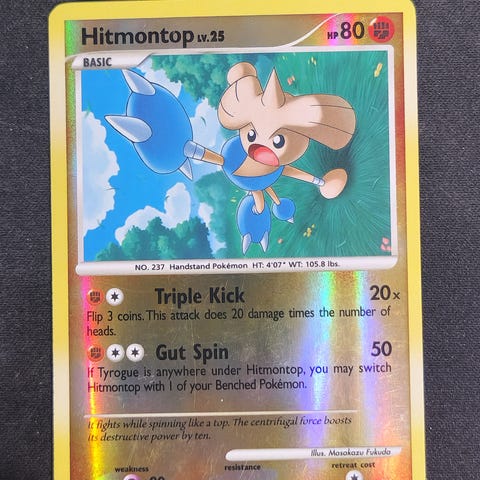 Hitmontop LV.25 HP 80
BASIC
NO. 237 Handstand Pokémon HT: 4'07" WT: 105.8 lbs.
Triple Kick 20x
Flip 3 coins. This attack does 20 damage times the number of
heads.
Gut Spin 50
If Tyrogue is anywhere under Hitmontop, you may switch
Hitmontop with 1 of your Benched Pokémon.
It fights while spinning like a top. The centrifugal force boosts
its destructive power by ten.
Illus. Masakazu Fukuda
weakness resistance retreat cost